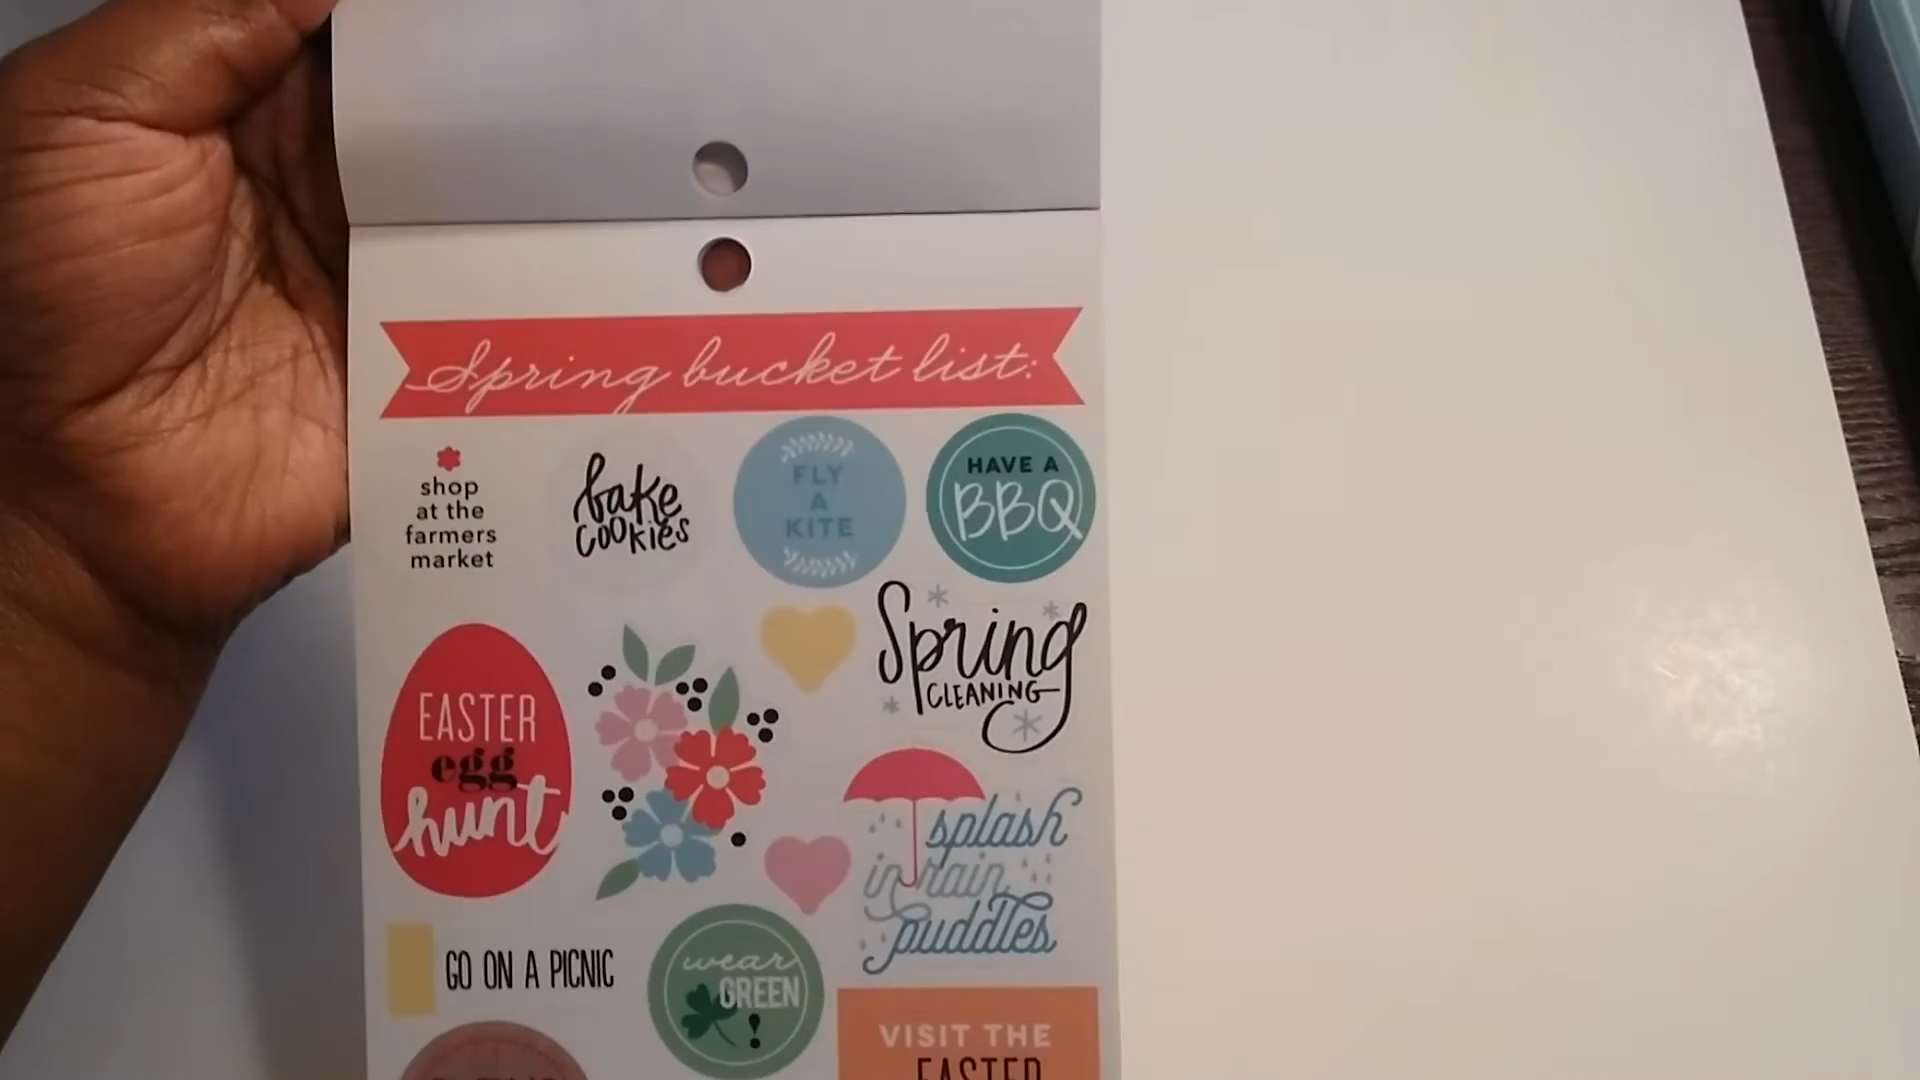 Spring bucket list:
shop
at the
farmers
market
bake
cookies
FLY
A
KITE
HAVE A
BBQ
Spring
CLEANING
EASTER
egg
hunt
splash
in rain
puddles
GO ON A PICNIC
wear
GREEN
!
VISIT THE
EASTER